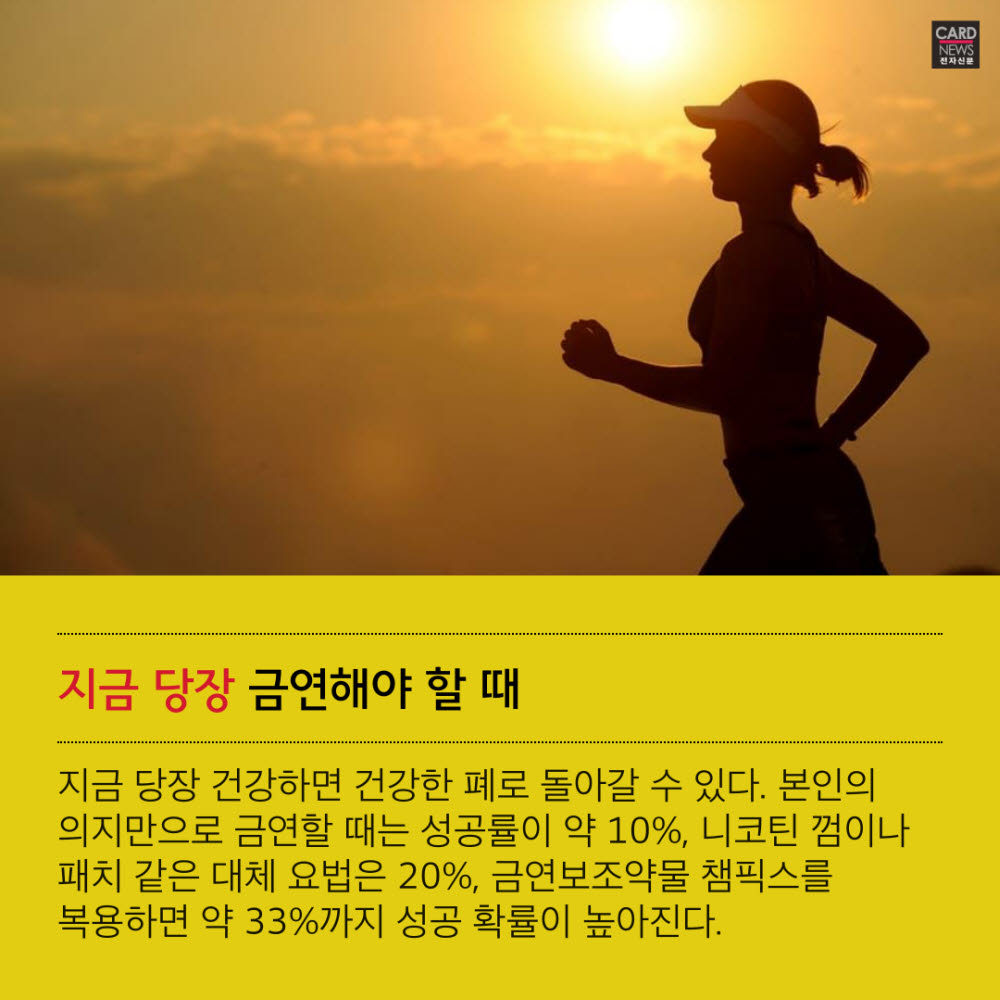 CARD
NEWS
전자신문
지금 당장 금연해야 할 때
지금 당장 건강하면 건강한 폐로 돌아갈 수 있다. 본인의
의지만으로 금연할 때는 성공률이 약 10%, 니코틴 껌이나
패치 같은 대체 요법은 20%, 금연보조약물 챔픽스를
복용하면 약 33%까지 성공 확률이 높아진다.